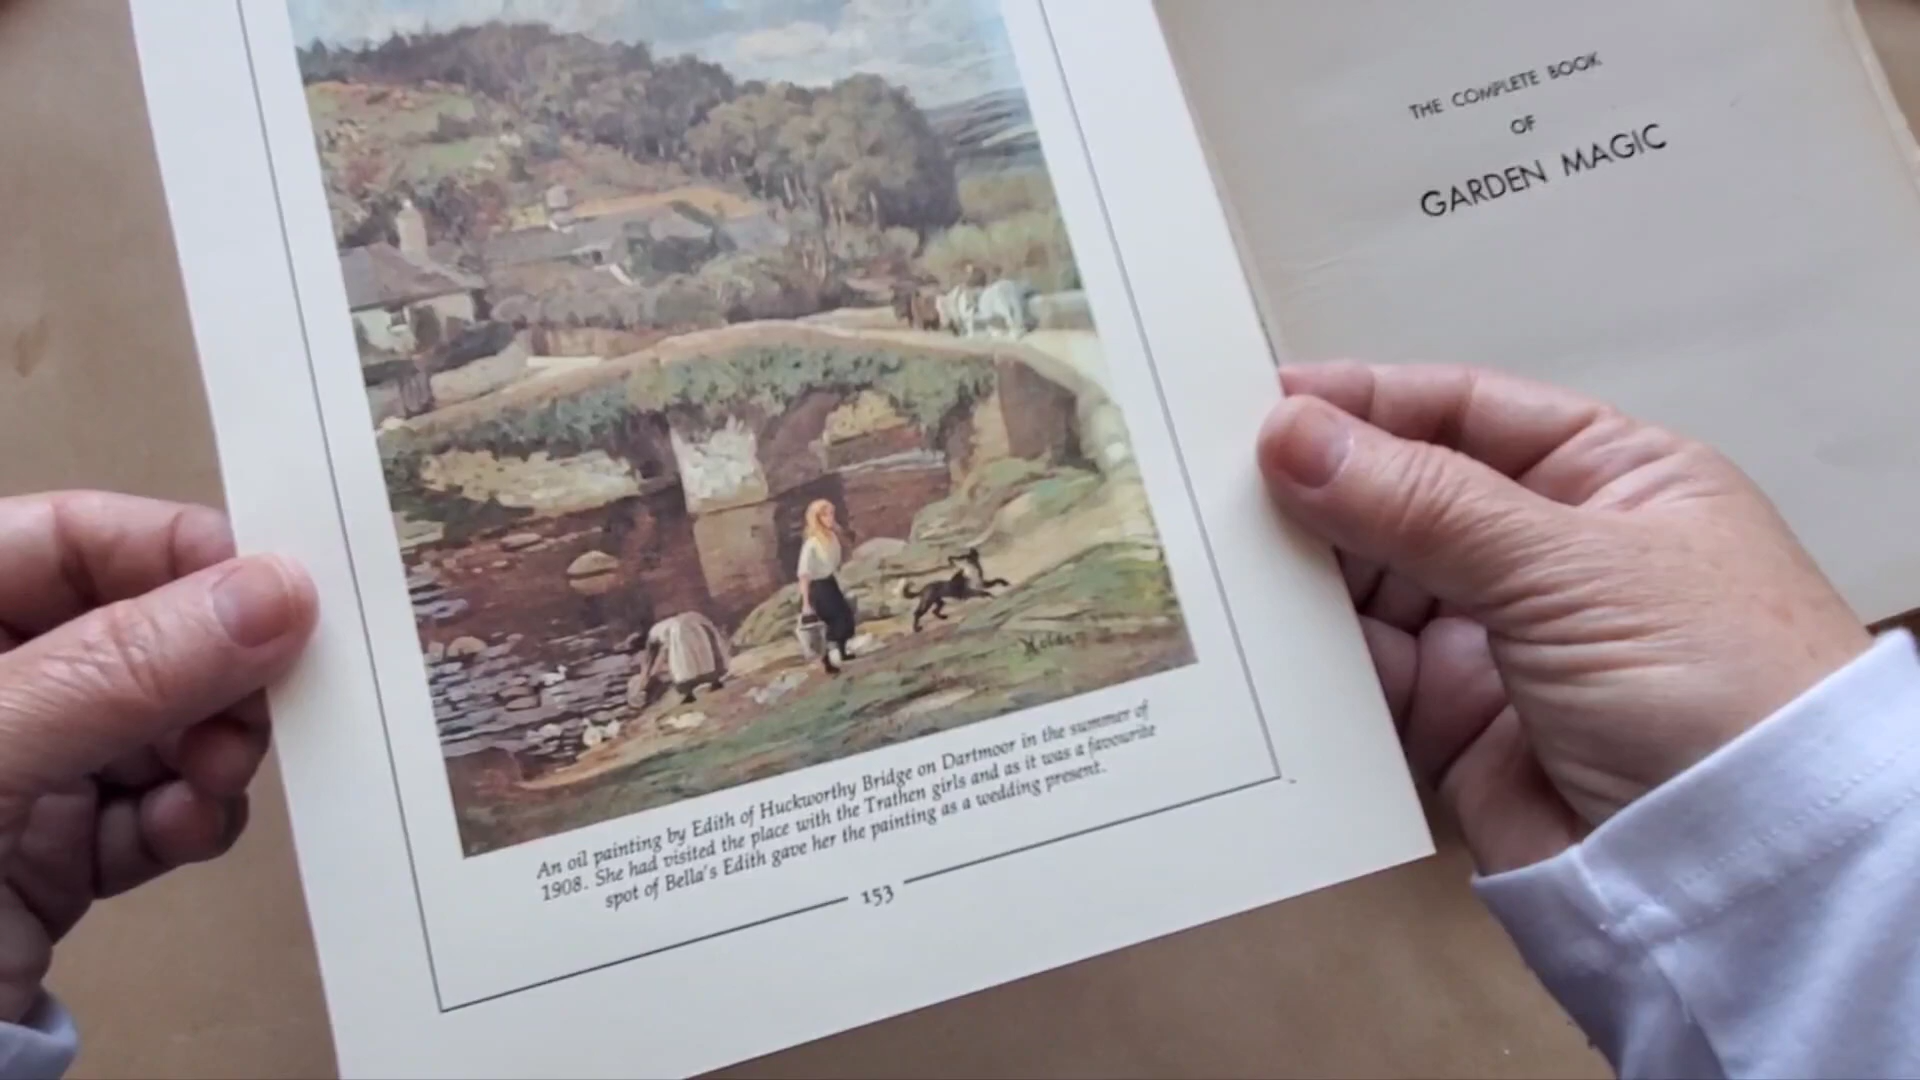 THE COMPLETE BOOK
OF
GARDEN MAGIC
Holden
An oil painting by Edith of Huckworthy Bridge on Dartmoor in the summer of
1908. She had visited the place with the Trathen girls and as it was a favourite
spot of Bella's Edith gave her the painting as a wedding present.
153